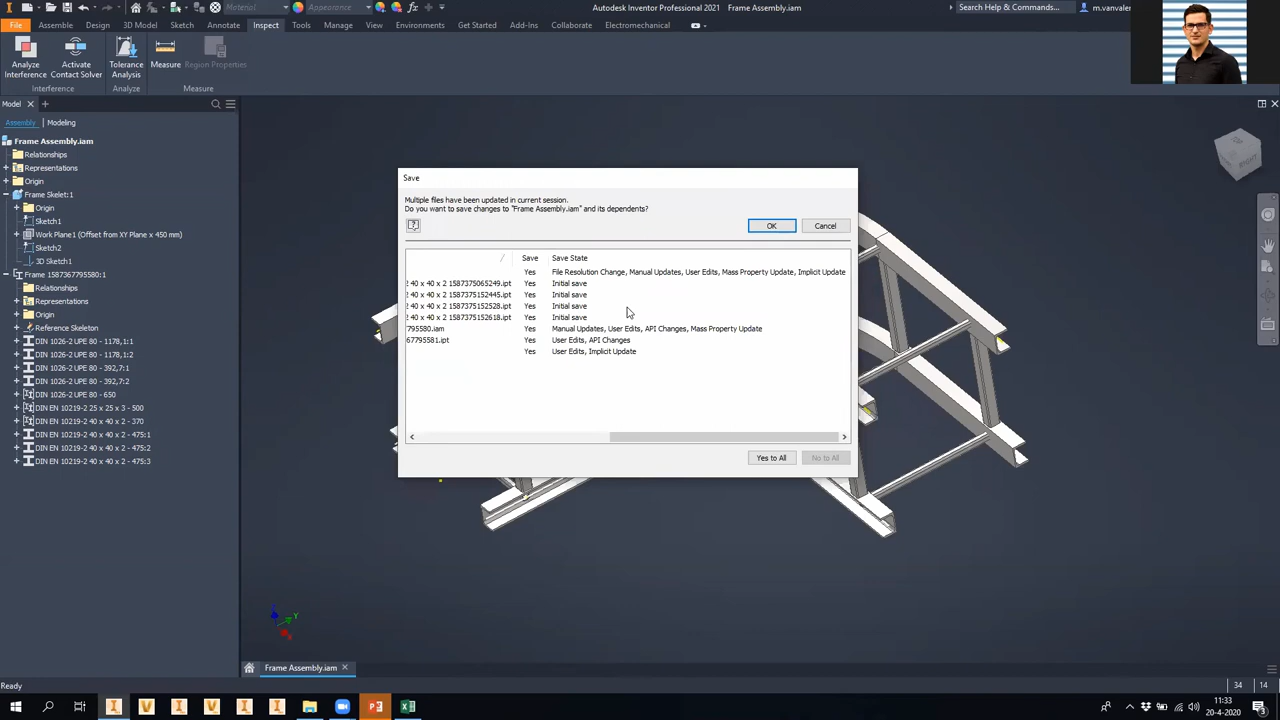 Material
Appearance
Autodesk Inventor Professional 2021 Frame Assembly.iam
Search Help & Commands...
m.vanvaler
File Assembly Design 3D Model Sketch Annotate Inspect Tools Manage View Environments Get Started Add-Ins Collaborate Electromechanical
Analyze Interference
Activate Contact Solver
Tolerance Analysis
Measure
Region Properties
Interference
Analyze
Measure
Model
Assembly Modeling
Frame Assembly.iam
Relationships
Representations
Origin
Frame Skelet:1
Origin
Sketch1
Work Plane1 (Offset from XY Plane x 450 mm)
Sketch2
3D Sketch1
Frame 1587367795580:1
Relationships
Representations
Origin
Reference Skeleton
DIN 1026-2 UPE 80 - 1178,1:1
DIN 1026-2 UPE 80 - 1178,1:2
DIN 1026-2 UPE 80 - 392,7:1
DIN 1026-2 UPE 80 - 392,7:2
DIN 1026-2 UPE 80 - 650
DIN EN 10219-2 25 x 25 x 3 - 500
DIN EN 10219-2 40 x 40 x 2 - 370
DIN EN 10219-2 40 x 40 x 2 - 475:1
DIN EN 10219-2 40 x 40 x 2 - 475:2
DIN EN 10219-2 40 x 40 x 2 - 475:3
Save
Multiple files have been updated in current session.
Do you want to save changes to "Frame Assembly.iam" and its dependents?
OK Cancel
Save Save State
Yes File Resolution Change, Manual Updates, User Edits, Mass Property Update, Implicit Update
40 x 40 x 2 1587375065249.ipt Yes Initial save
40 x 40 x 2 1587375152445.ipt Yes Initial save
40 x 40 x 2 1587375152528.ipt Yes Initial save
40 x 40 x 2 1587375152618.ipt Yes Initial save
795580.iam Yes Manual Updates, User Edits, API Changes, Mass Property Update
67795581.ipt Yes User Edits, API Changes
Yes User Edits, Implicit Update
Yes to All No to All
RIGHT
Y
Frame Assembly.iam
Ready
34 14
11:33
20-4-2020